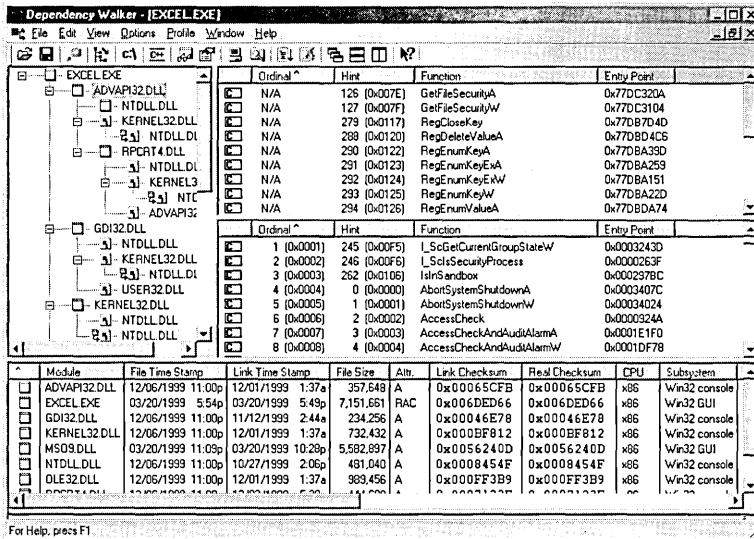 Dependency Walker - [EXCEL.EXE]
File Edit View Options Profile Window Help
EXCEL.EXE
ADVAPI32.DLL
NTDLL.DLL
KERNEL32.DLL
NTDLL.DL
RPCRT4.DLL
NTDLL.DL
KERNEL3
NTD
ADVAPI32
GDI32.DLL
NTDLL.DLL
KERNEL32.DLL
NTDLL.DL
USER32.DLL
KERNEL32.DLL
NTDLL.DLL
NTDLL.DLL
Ordinal ^ Hint Function Entry Point
N/A 126 (0x007E) GetFileSecurityA 0x77DC320A
N/A 127 (0x007F) GetFileSecurityW 0x77DC3104
N/A 279 (0x0117) RegCloseKey 0x77DB7D4D
N/A 288 (0x0120) RegDeleteValueA 0x77DBD4C6
N/A 290 (0x0122) RegEnumKeyA 0x77DBA39D
N/A 291 (0x0123) RegEnumKeyExA 0x77DBA259
N/A 292 (0x0124) RegEnumKeyExW 0x77DBA151
N/A 293 (0x0125) RegEnumKeyW 0x77DBA22D
N/A 294 (0x0126) RegEnumValueA 0x77DBDA74
Ordinal ^ Hint Function Entry Point
1 (0x0001) 245 (0x00F5) I_ScGetCurrentGroupStateW 0x0003243D
2 (0x0002) 246 (0x00F6) I_ScIsSecurityProcess 0x0000263F
3 (0x0003) 262 (0x0106) IsInSandbox 0x000297BC
4 (0x0004) 0 (0x0000) AbortSystemShutdownA 0x0003407C
5 (0x0005) 1 (0x0001) AbortSystemShutdownW 0x00034024
6 (0x0006) 2 (0x0002) AccessCheck 0x0000924A
7 (0x0007) 3 (0x0003) AccessCheckAndAuditAlarmA 0x0001E1F0
8 (0x0008) 4 (0x0004) AccessCheckAndAuditAlarmW 0x0001DF78
^ Module File Time Stamp Link Time Stamp File Size Attr. Link Checksum Real Checksum CPU Subsystem
ADVAPI32.DLL 12/06/1999 11:00p 12/01/1999 1:37a 357,648 A 0x00065CFB 0x00065CFB x86 Win32 console
EXCEL.EXE 03/20/1999 5:54p 03/20/1999 5:49p 7,151,661 RAC 0x006DED66 0x006DED66 x86 Win32 GUI
GDI32.DLL 12/06/1999 11:00p 11/12/1999 2:44a 234,256 A 0x00046E78 0x00046E78 x86 Win32 console
KERNEL32.DLL 12/06/1999 11:00p 12/01/1999 1:37a 732,432 A 0x000BF812 0x000BF812 x86 Win32 console
MSO9.DLL 03/20/1999 11:09p 03/20/1999 10:28p 5,582,897 A 0x0056240D 0x0056240D x86 Win32 GUI
NTDLL.DLL 12/06/1999 11:00p 10/27/1999 2:06p 481,040 A 0x0008454F 0x0008454F x86 Win32 console
OLE32.DLL 12/06/1999 11:00p 12/01/1999 1:37a 989,456 A 0x000FF3B9 0x000FF3B9 x86 Win32 console
For Help, press F1